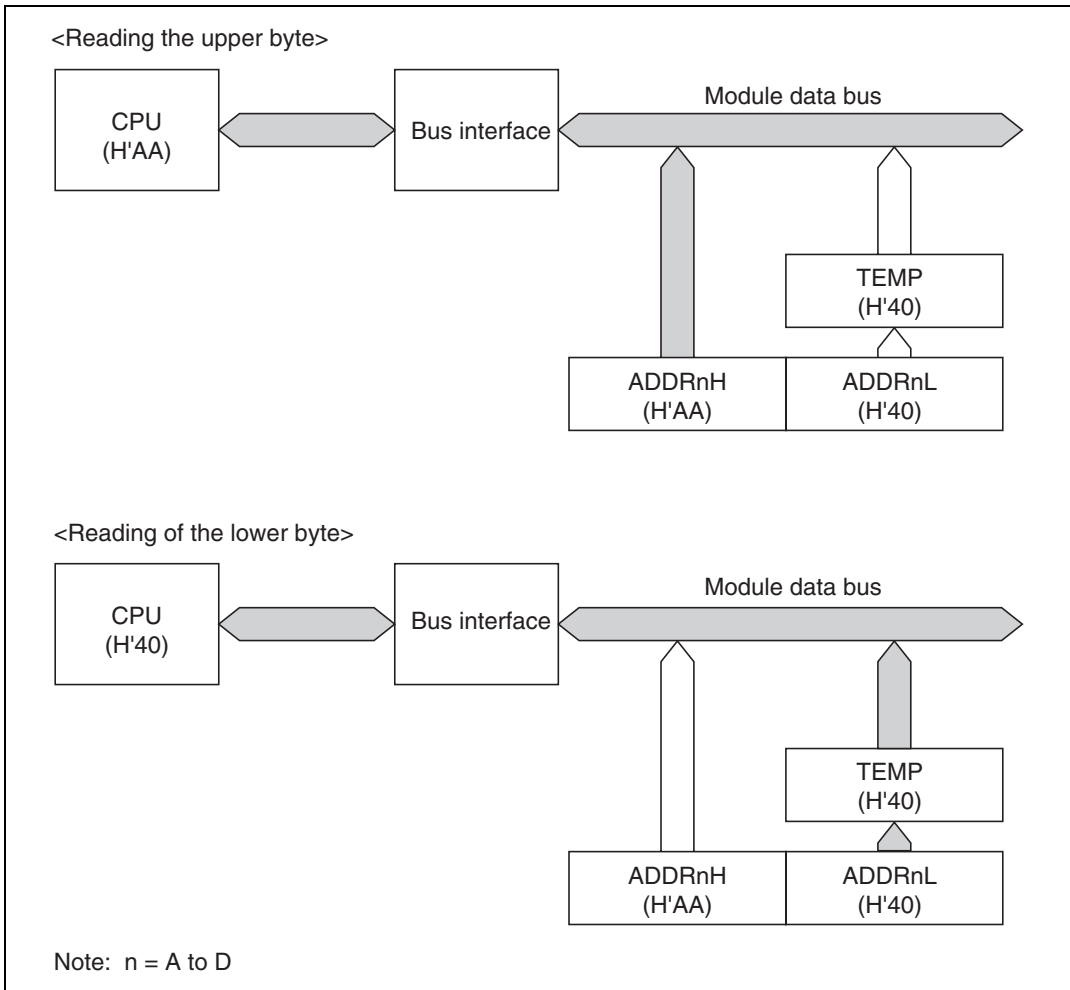 <Reading the upper byte>
Module data bus
CPU
(H'AA)
Bus interface
TEMP
(H'40)
ADDRnH
(H'AA)
ADDRnL
(H'40)
<Reading of the lower byte>
Module data bus
CPU
(H'40)
Bus interface
TEMP
(H'40)
ADDRnH
(H'AA)
ADDRnL
(H'40)
Note: n = A to D